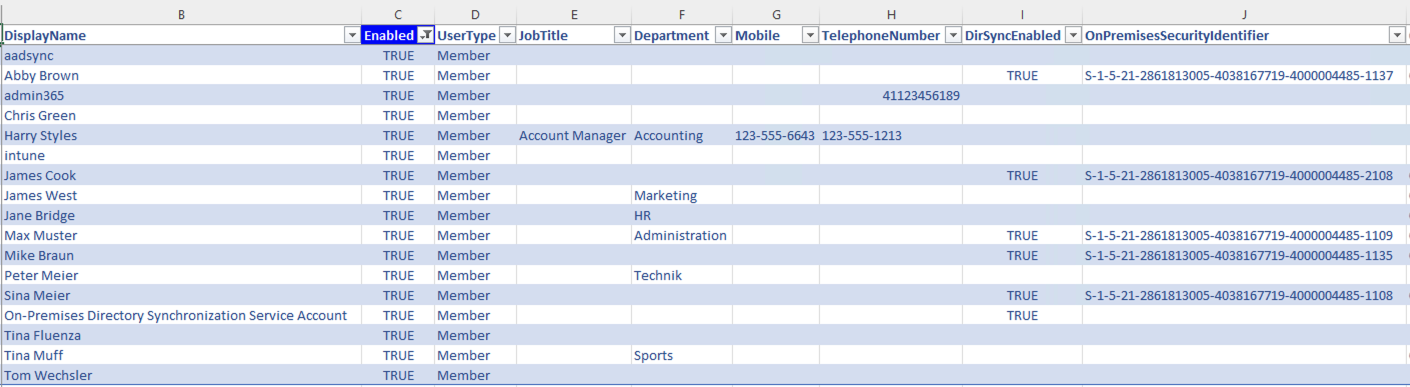 B C D E F G H I J
DisplayName Enabled UserType JobTitle Department Mobile TelephoneNumber DirSyncEnabled OnPremisesSecurityIdentifier
aadsync TRUE Member
Abby Brown TRUE Member TRUE S-1-5-21-2861813005-4038167719-4000004485-1137
admin365 TRUE Member 41123456189
Chris Green TRUE Member
Harry Styles TRUE Member Account Manager Accounting 123-555-6643 123-555-1213
intune TRUE Member
James Cook TRUE Member TRUE S-1-5-21-2861813005-4038167719-4000004485-2108
James West TRUE Member Marketing
Jane Bridge TRUE Member HR
Max Muster TRUE Member Administration TRUE S-1-5-21-2861813005-4038167719-4000004485-1109
Mike Braun TRUE Member TRUE S-1-5-21-2861813005-4038167719-4000004485-1135
Peter Meier TRUE Member Technik
Sina Meier TRUE Member TRUE S-1-5-21-2861813005-4038167719-4000004485-1108
On-Premises Directory Synchronization Service Account TRUE Member TRUE
Tina Fluenza TRUE Member
Tina Muff TRUE Member Sports
Tom Wechsler TRUE Member